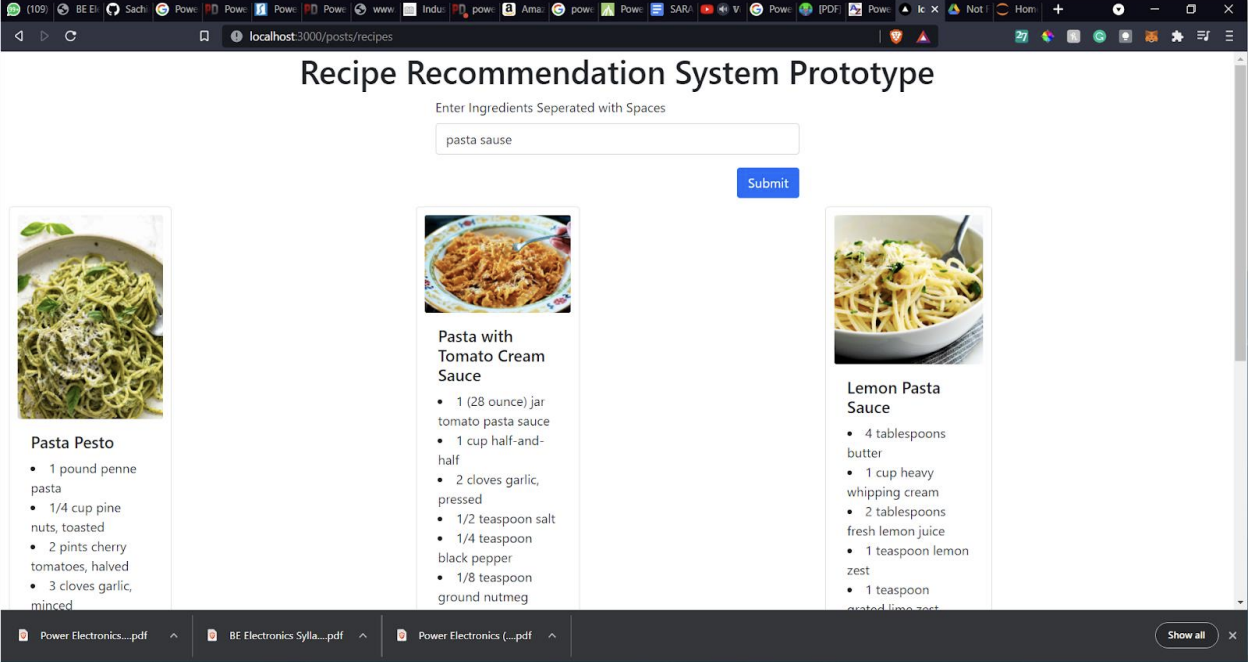 (109) BE El Sachi Powe Powe Powe Powe www Indus powe Amaz powe Powe SARA V Powe [PDF] Powe lc Not F Hom
localhost:3000/posts/recipes
27
Recipe Recommendation System Prototype
Enter Ingredients Seperated with Spaces
pasta sause
Submit
Pasta Pesto
• 1 pound penne
pasta
• 1/4 cup pine
nuts, toasted
• 2 pints cherry
tomatoes, halved
• 3 cloves garlic,
minced
Pasta with
Tomato Cream
Sauce
• 1 (28 ounce) jar
tomato pasta sauce
• 1 cup half-and-
half
• 2 cloves garlic,
pressed
• 1/2 teaspoon salt
• 1/4 teaspoon
black pepper
• 1/8 teaspoon
ground nutmeg
Lemon Pasta
Sauce
• 4 tablespoons
butter
• 1 cup heavy
whipping cream
• 2 tablespoons
fresh lemon juice
• 1 teaspoon lemon
zest
• 1 teaspoon
grated lime zest
Power Electronics....pdf BE Electronics Sylla....pdf Power Electronics (....pdf Show all